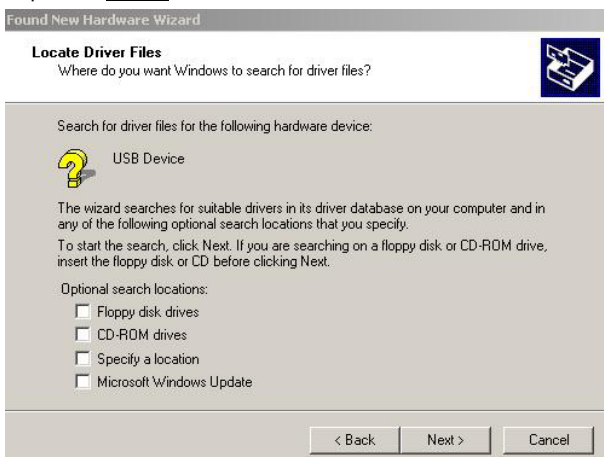 Found New Hardware Wizard
Locate Driver Files
Where do you want Windows to search for driver files?
Search for driver files for the following hardware device:
USB Device
The wizard searches for suitable drivers in its driver database on your computer and in
any of the following optional search locations that you specify.
To start the search, click Next. If you are searching on a floppy disk or CD-ROM drive,
insert the floppy disk or CD before clicking Next.
Optional search locations:
Floppy disk drives
CD-ROM drives
Specify a location
Microsoft Windows Update
< Back Next > Cancel